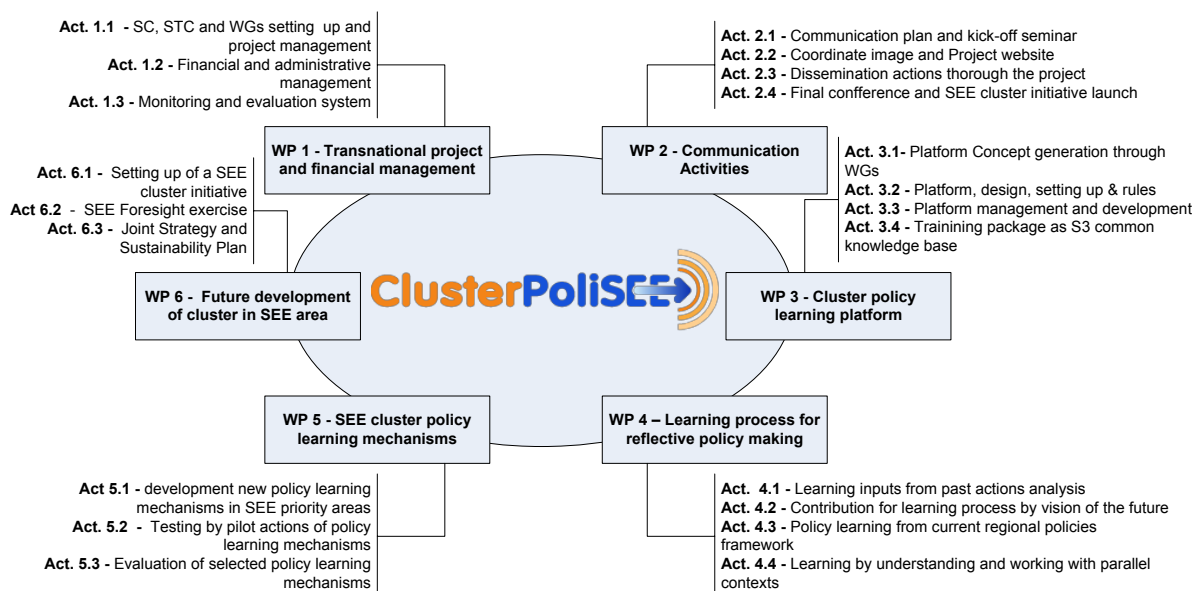 Act. 1.1 - SC, STC and WGs setting up and
project management
Act. 1.2 - Financial and administrative
management
Act. 1.3 - Monitoring and evaluation system
Act. 2.1 - Communication plan and kick-off seminar
Act. 2.2 - Coordinate image and Project website
Act. 2.3 - Dissemination actions thorough the project
Act. 2.4 - Final confference and SEE cluster initiative launch
WP 1 - Transnational project
and financial management
WP 2 - Communication
Activities
Act. 6.1 - Setting up of a SEE
cluster initiative
Act 6.2 - SEE Foresight exercise
Act. 6.3 - Joint Strategy and
Sustainability Plan
Act. 3.1- Platform Concept generation through
WGs
Act. 3.2 - Platform, design, setting up & rules
Act. 3.3 - Platform management and development
Act. 3.4 - Trainining package as S3 common
knowledge base
WP 6 - Future development
of cluster in SEE area
ClusterPoliSEE
WP 3 - Cluster policy
learning platform
WP 5 - SEE cluster policy
learning mechanisms
WP 4 – Learning process for
reflective policy making
Act 5.1 - development new policy learning
mechanisms in SEE priority areas
Act. 5.2 - Testing by pilot actions of policy
learning mechanisms
Act. 5.3 - Evaluation of selected policy learning
mechanisms
Act. 4.1 - Learning inputs from past actions analysis
Act. 4.2 - Contribution for learning process by vision of the future
Act. 4.3 - Policy learning from current regional policies
framework
Act. 4.4 - Learning by understanding and working with parallel
contexts